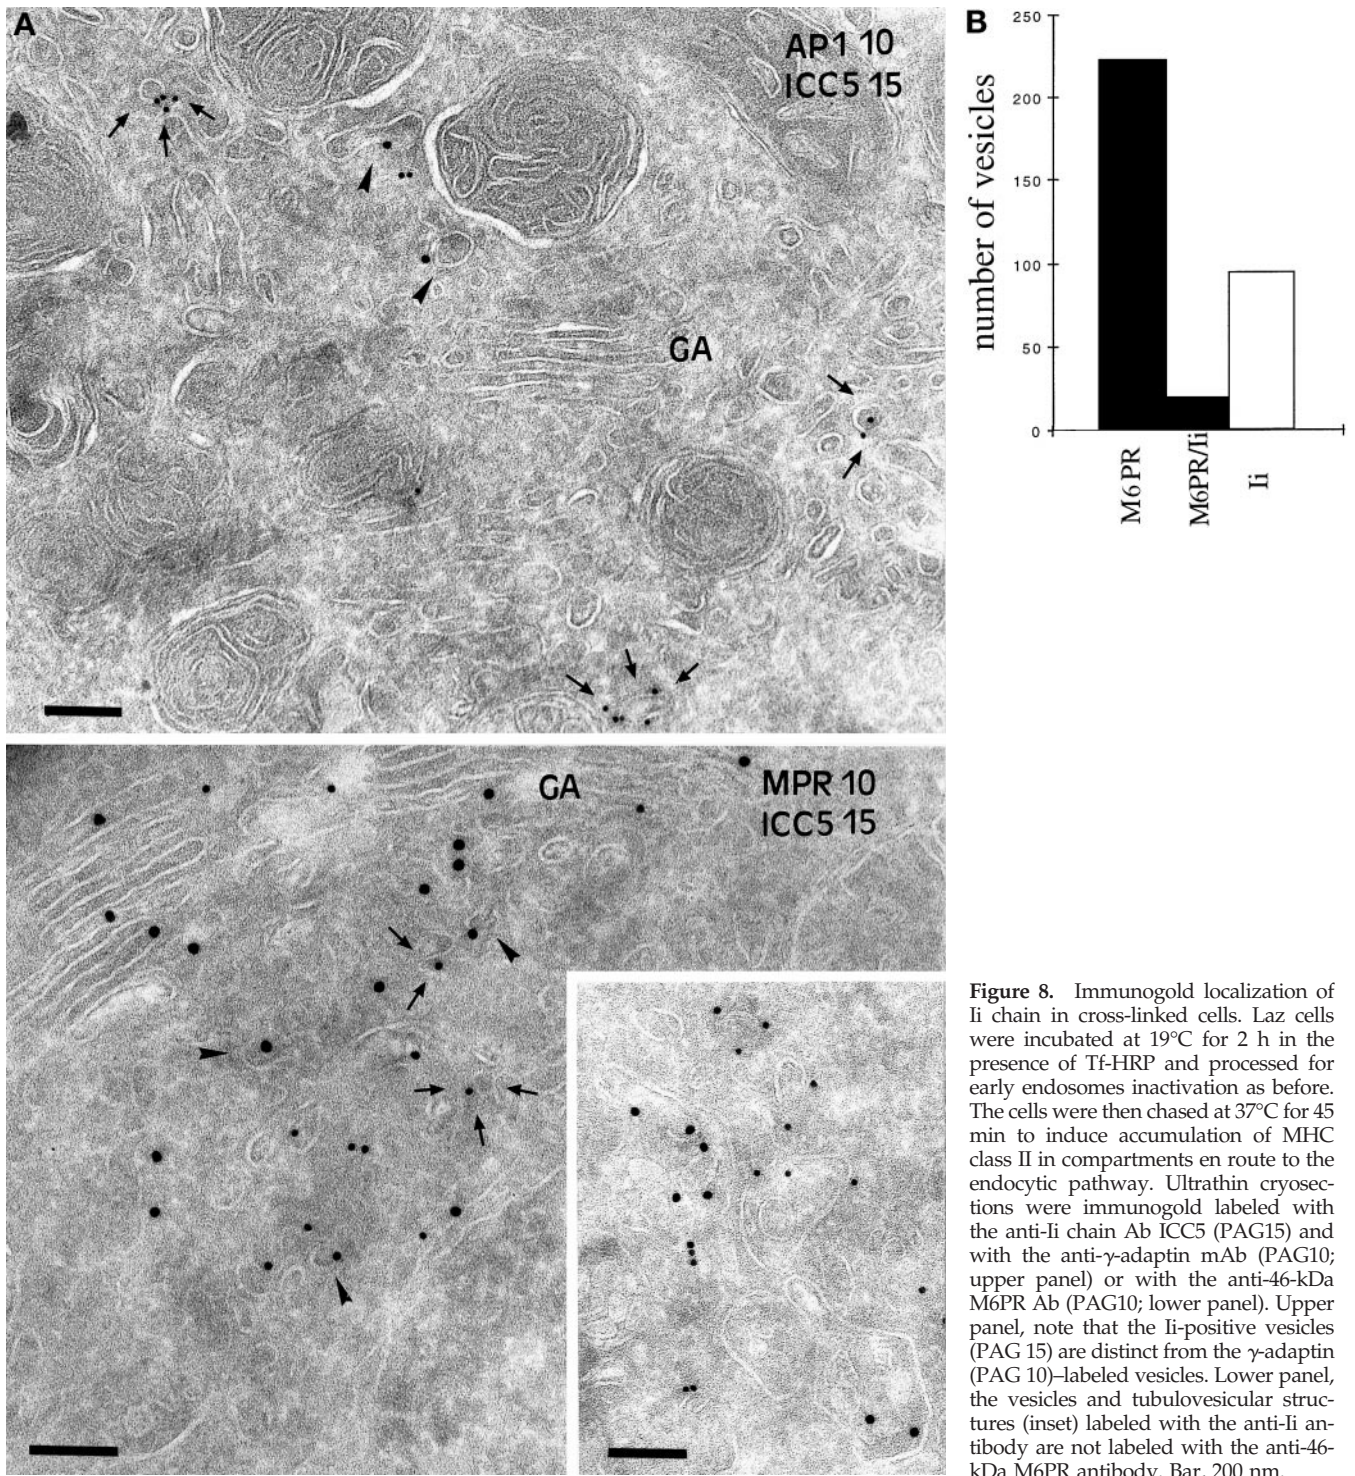 A
AP1 10
ICC5 15
GA
B
250
200
150
100
50
0
number of vesicles
M6PR
M6PR/Ii
Ii
GA
MPR 10
ICC5 15
Figure 8. Immunogold localization of
Ii chain in cross-linked cells. Laz cells
were incubated at 19°C for 2 h in the
presence of Tf-HRP and processed for
early endosomes inactivation as before.
The cells were then chased at 37°C for 45
min to induce accumulation of MHC
class II in compartments en route to the
endocytic pathway. Ultrathin cryosec-
tions were immunogold labeled with
the anti-Ii chain Ab ICC5 (PAG15) and
with the anti-γ-adaptin mAb (PAG10;
upper panel) or with the anti-46-kDa
M6PR Ab (PAG10; lower panel). Upper
panel, note that the Ii-positive vesicles
(PAG 15) are distinct from the γ-adaptin
(PAG 10)–labeled vesicles. Lower panel,
the vesicles and tubulovesicular struc-
tures (inset) labeled with the anti-Ii an-
tibody are not labeled with the anti-46-
kDa M6PR antibody. Bar, 200 nm.